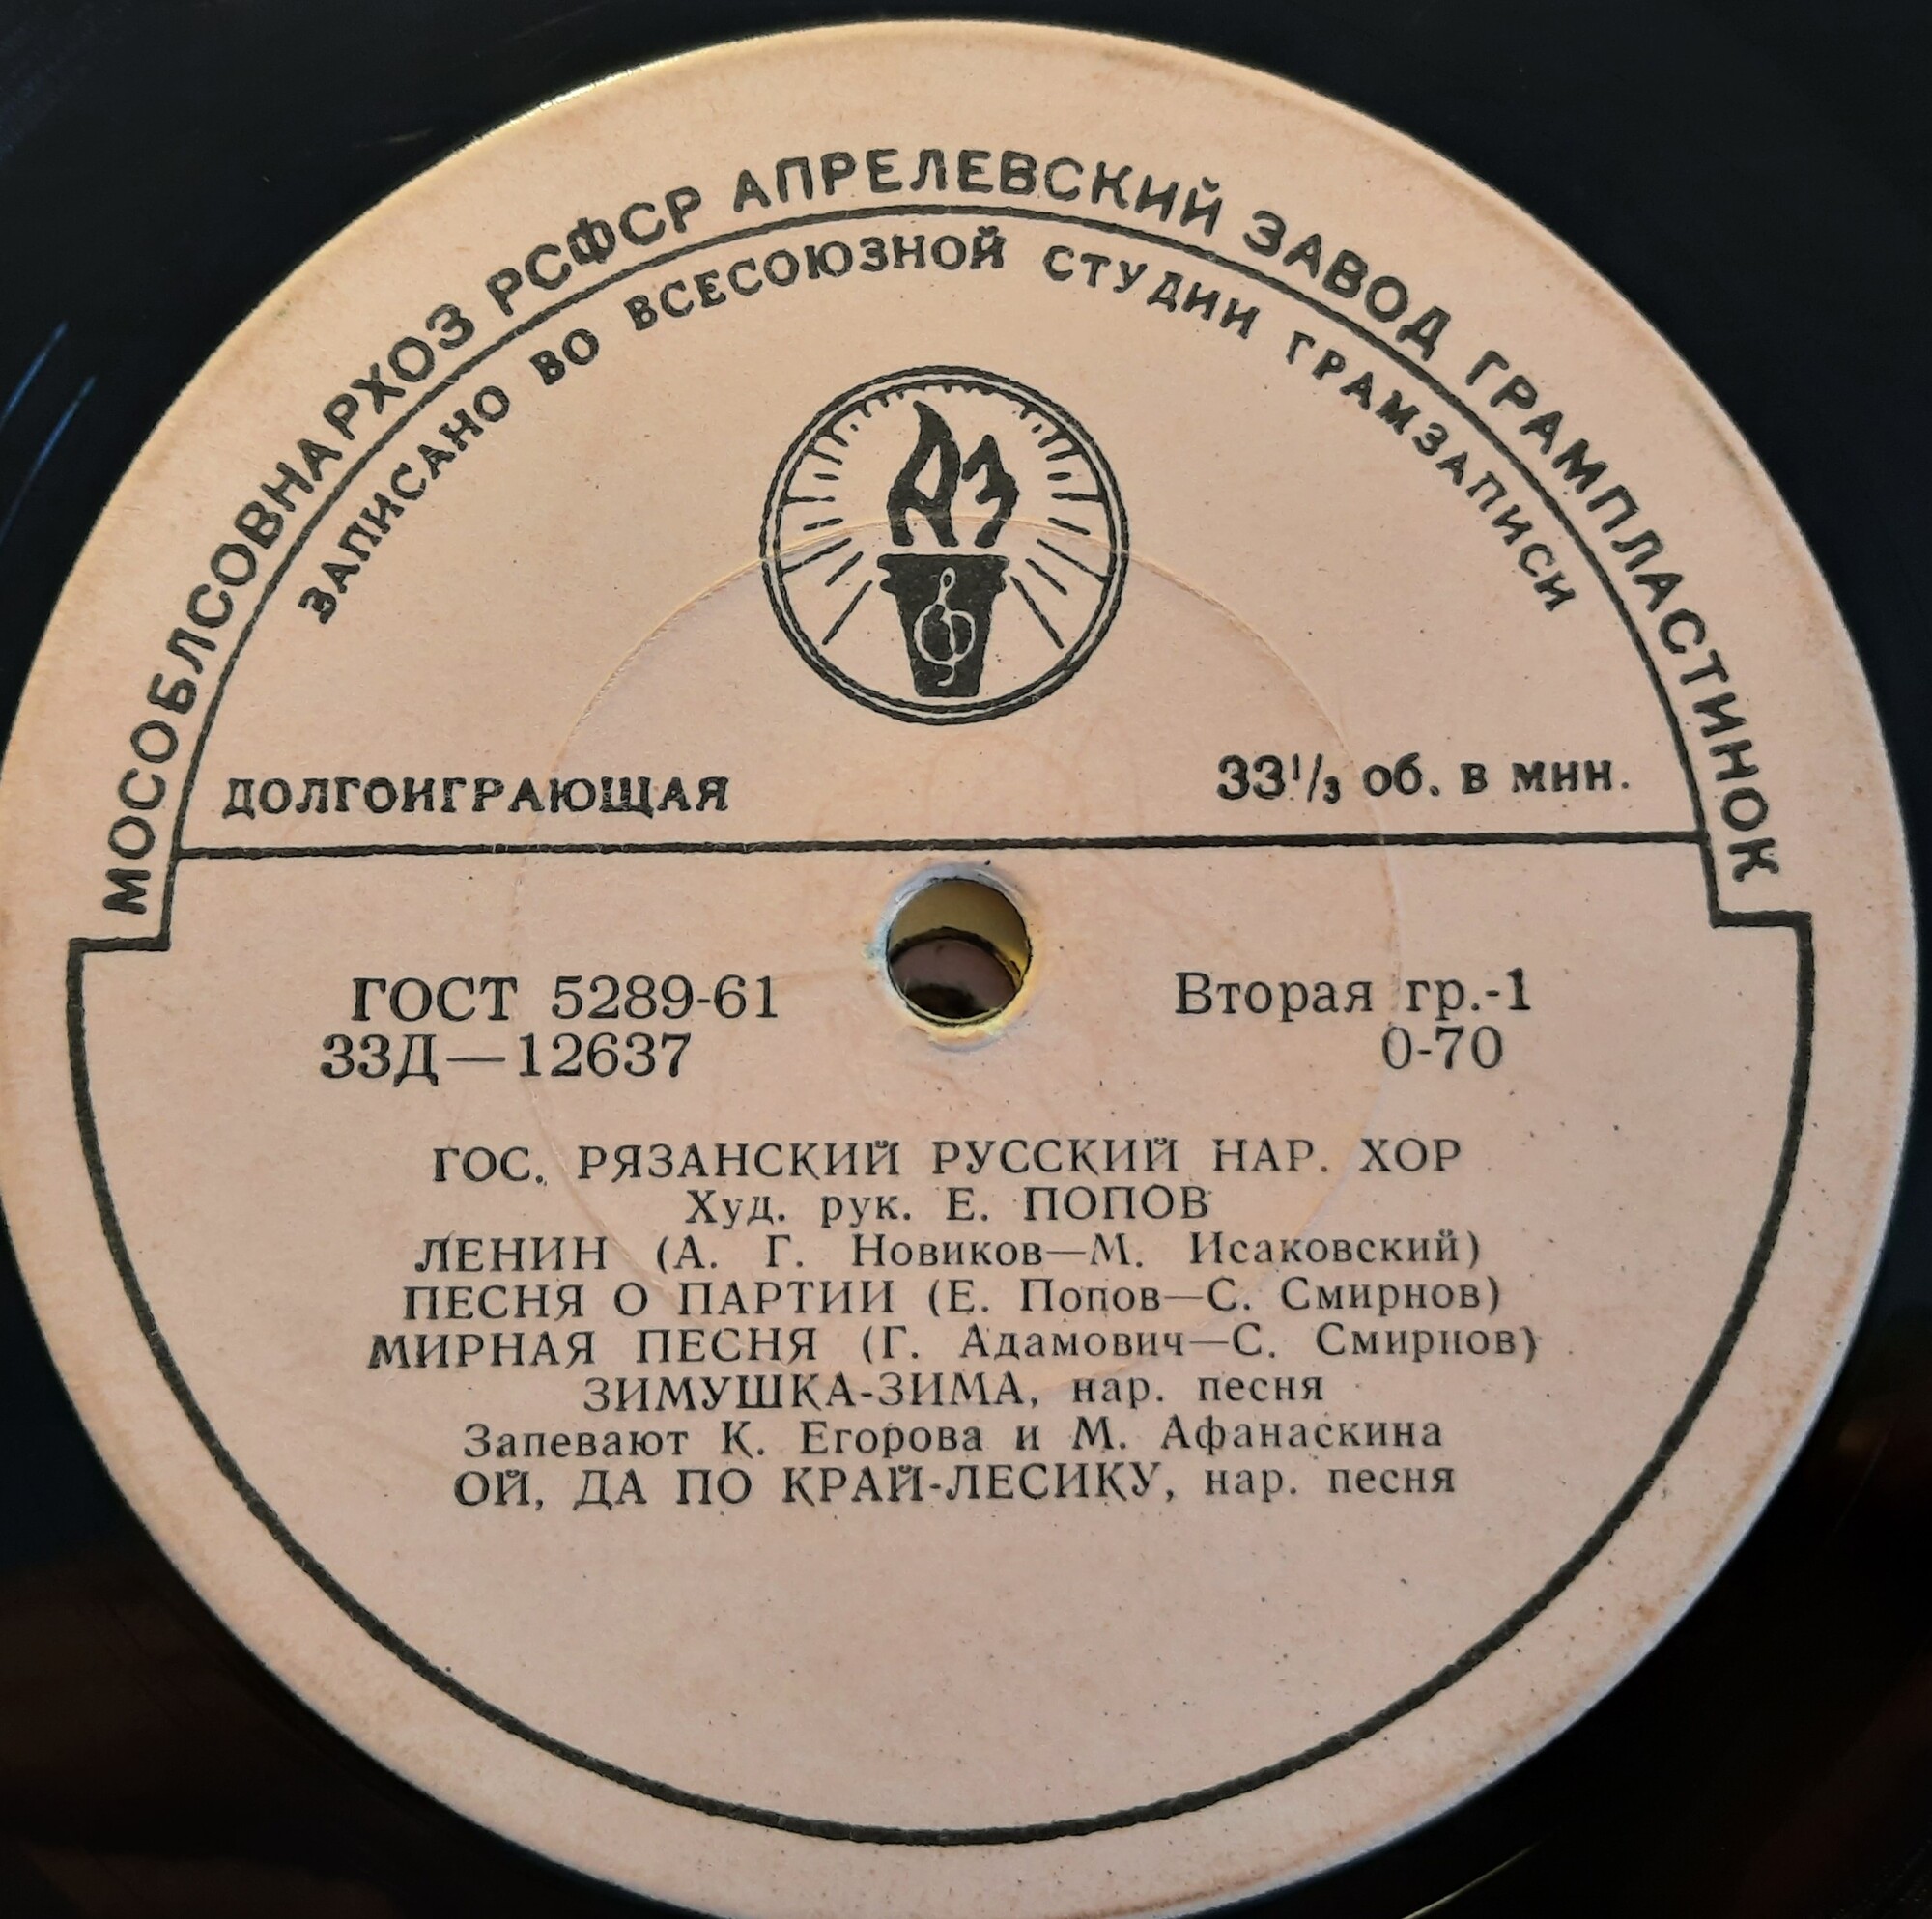 МОСОБЛСОВНАРХОЗ РСФСР АПРЕЛЕВСКИЙ ЗАВОД ГРАМПЛАСТИНОК
ЗАПИСАНО ВО ВСЕСОЮЗНОЙ СТУДИИ ГРАМЗАПИСИ
АЗ
ДОЛГОИГРАЮЩАЯ 33⅓ об. в мин.
ГОСТ 5289-61 Вторая гр.-1
33Д—12637 0-70
ГОС. РЯЗАНСКИЙ РУССКИЙ НАР. ХОР
Худ. рук. Е. ПОПОВ
ЛЕНИН (А. Г. Новиков—М. Исаковский)
ПЕСНЯ О ПАРТИИ (Е. Попов—С. Смирнов)
МИРНАЯ ПЕСНЯ (Г. Адамович—С. Смирнов)
ЗИМУШКА-ЗИМА, нар. песня
Запевают К. Егорова и М. Афанаскина
ОЙ, ДА ПО КРАЙ-ЛЕСИКУ, нар. песня